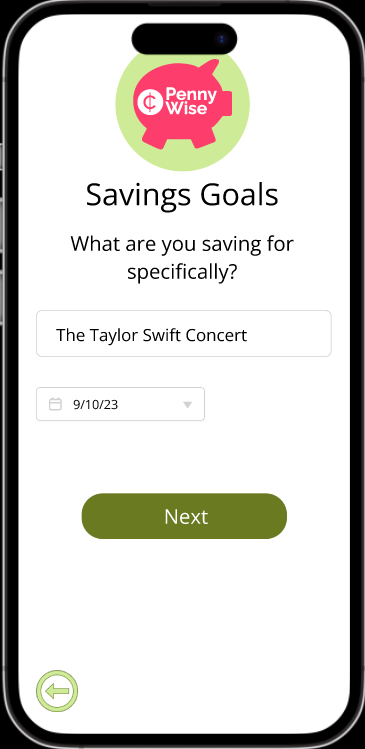 Penny
Wise
Savings Goals
What are you saving for
specifically?
The Taylor Swift Concert
9/10/23
Next